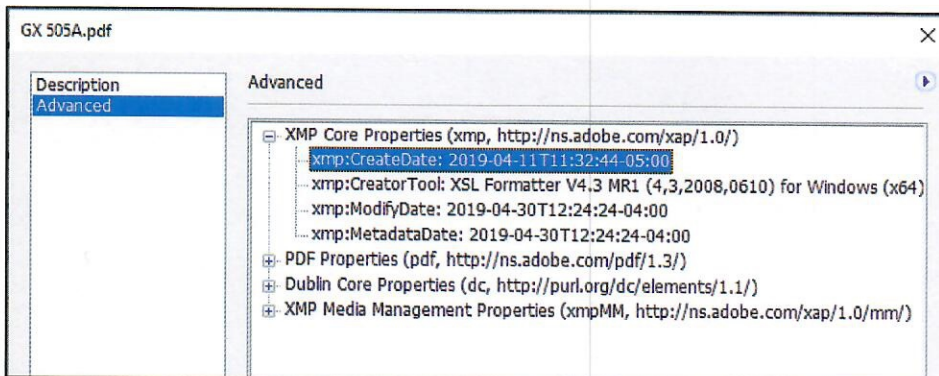 GX 505A.pdf
Description
Advanced
Advanced
XMP Core Properties (xmp, http://ns.adobe.com/xap/1.0/)
xmp:CreateDate: 2019-04-11T11:32:44-05:00
xmp:CreatorTool: XSL Formatter V4.3 MR1 (4,3,2008,0610) for Windows (x64)
xmp:ModifyDate: 2019-04-30T12:24:24-04:00
xmp:MetadataDate: 2019-04-30T12:24:24-04:00
PDF Properties (pdf, http://ns.adobe.com/pdf/1.3/)
Dublin Core Properties (dc, http://purl.org/dc/elements/1.1/)
XMP Media Management Properties (xmpMM, http://ns.adobe.com/xap/1.0/mm/)